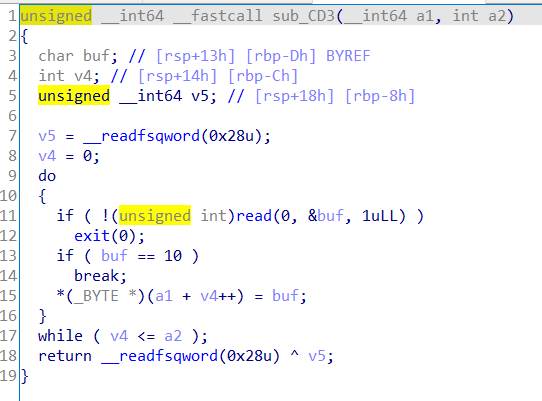 1 unsigned __int64 __fastcall sub_CD3(__int64 a1, int a2)
2 {
3 char buf; // [rsp+13h] [rbp-Dh] BYREF
4 int v4; // [rsp+14h] [rbp-Ch]
5 unsigned __int64 v5; // [rsp+18h] [rbp-8h]
6
7 v5 = __readfsqword(0x28u);
8 v4 = 0;
9 do
10 {
11 if ( !(unsigned int)read(0, &buf, 1uLL) )
12 exit(0);
13 if ( buf == 10 )
14 break;
15 *(_BYTE *)(a1 + v4++) = buf;
16 }
17 while ( v4 <= a2 );
18 return __readfsqword(0x28u) ^ v5;
19 }